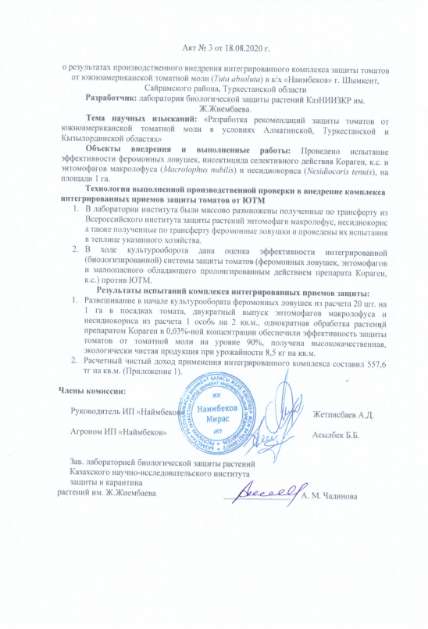 Акт № 3 от 18.08.2020 г.
о результатах производственного внедрения интегрированного комплекса защиты томатов
от южноамериканской томатной моли (Tuta absoluta) в к/х «Наимбеков» г. Шымкент,
Сайрамского района, Туркестанской области
Разработчик: лаборатория биологической защиты растений КазНИИЗКР им.
Ж.Жиембаева.
Тема научных изысканий: «Разработка рекомендаций защиты томатов от
южноамериканской томатной моли в условиях Алматинской, Туркестанской и
Кызылординской областях»
Объекты внедрения и выполненные работы: Проведено испытание
эффективности феромонных ловушек, инсектицида селективного действия Кораген, к.с. и
энтомофагов макролофуса (Macrolophus nubilis) и несидиокориса (Nesidiocoris tenuis), на
площади 1 га.
Технология выполненной производственной проверки и внедрение комплекса
интегрированных приемов защиты томатов от ЮТМ
1. В лаборатории института были массово размножены полученные по трансферту из
Всероссийского института защиты растений энтомофаги макролофус, несидиокорис
а также полученные по трансферту феромонные ловушки и проведены их испытания
в теплице указанного хозяйства.
2. В ходе культурооборота дана оценка эффективности интегрированной
(биологизированной) системы защиты томатов (феромонных ловушек, энтомофагов
и малоопасного обладающего пролонгированным действием препарата Кораген,
к.с.) против ЮТМ.
Результаты испытаний комплекса интегрированных приемов защиты:
1. Развешивание в начале культурооборота феромонных ловушек из расчета 20 шт. на
1 га в посадках томата, двукратный выпуск энтомофагов макролофуса и
несидиокориса из расчета 1 особь на 2 кв.м., однократная обработка растений
препаратом Кораген в 0,03%-ной концентрации обеспечили эффективность защиты
томатов от томатной моли на уровне 90%, получена высококачественная,
экологически чистая продукция при урожайности 8,5 кг на кв.м.
2. Расчетный чистый доход применения интегрированного комплекса составил 557,6
тг на кв.м. (Приложение 1).
Члены комиссии:
Руководитель ИП «Наймбеков» Жетписбаев А.Д.
Агроном ИП «Наймбеков» Асылбек Б.Б.
ЖК
Наимбеков
Мирас
ИП
Зав. лабораторией биологической защиты растений
Казахского научно-исследовательского института
защиты и карантина
растений им. Ж.Жиембаева А. М. Чадинова